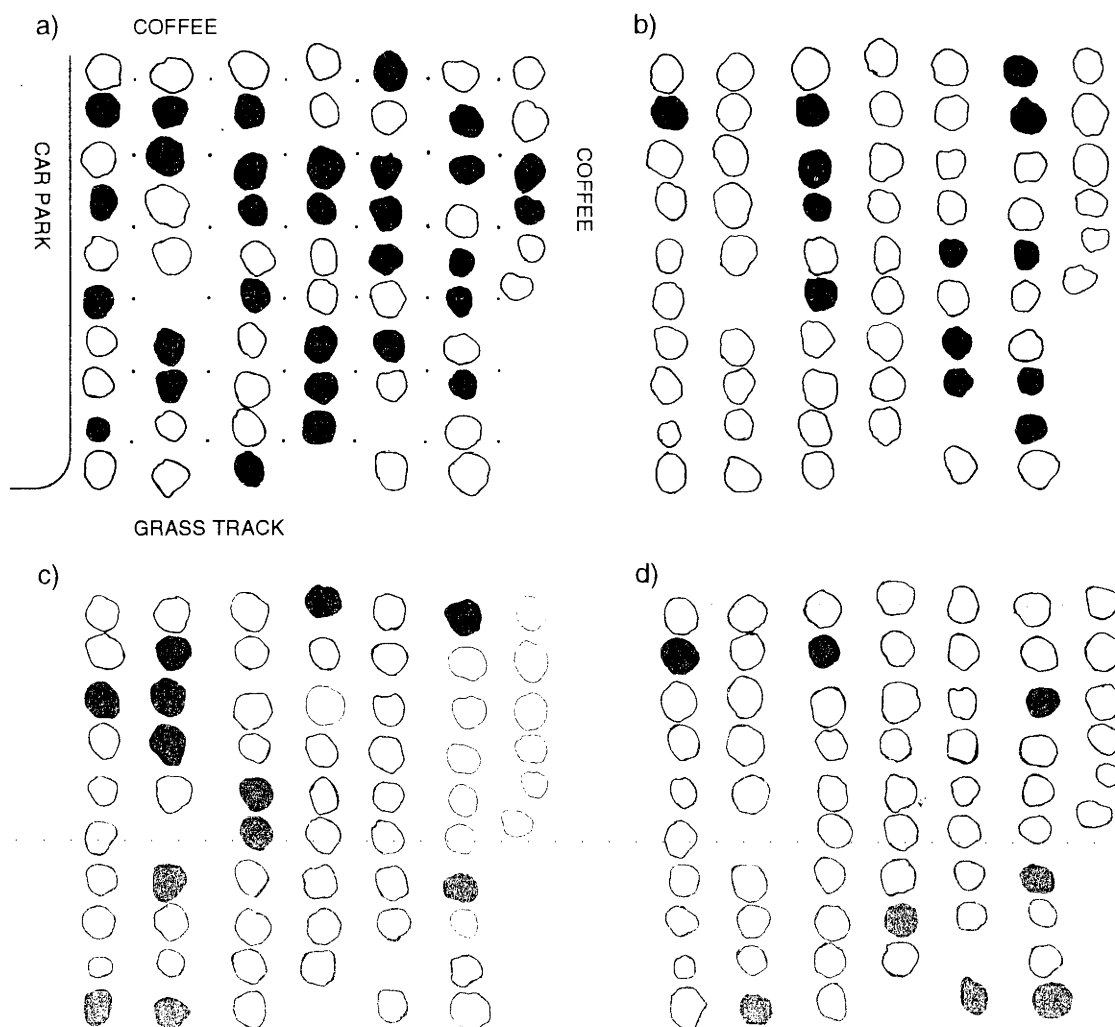 a)
COFFEE
b)
CAR PARK
COFFEE
GRASS TRACK
c)
d)